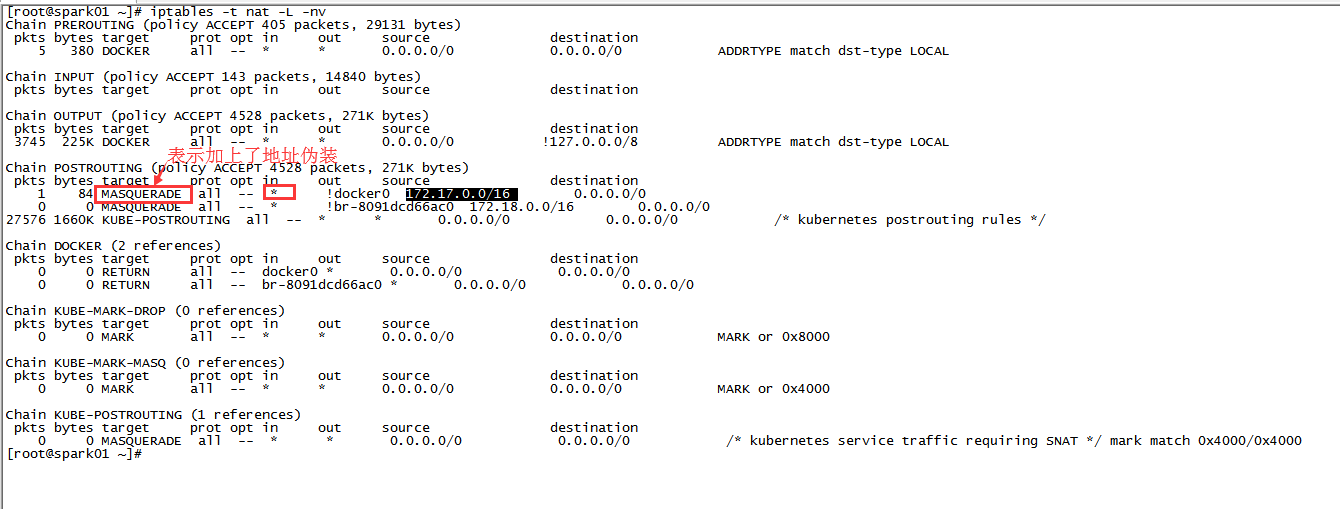 [root@spark01 ~]# iptables -t nat -L -nv
Chain PREROUTING (policy ACCEPT 405 packets, 29131 bytes)
pkts bytes target prot opt in out source destination
5 380 DOCKER all -- * * 0.0.0.0/0 0.0.0.0/0 ADDRTYPE match dst-type LOCAL
Chain INPUT (policy ACCEPT 143 packets, 14840 bytes)
pkts bytes target prot opt in out source destination
Chain OUTPUT (policy ACCEPT 4528 packets, 271K bytes)
pkts bytes target prot opt in out source destination
3745 225K DOCKER all -- * * 0.0.0.0/0 !127.0.0.0/8 ADDRTYPE match dst-type LOCAL
表示加上了地址伪装
Chain POSTROUTING (policy ACCEPT 4528 packets, 271K bytes)
pkts bytes target prot opt in out source destination
1 84 MASQUERADE all -- * !docker0 172.17.0.0/16 0.0.0.0/0
0 0 MASQUERADE all -- * !br-8091dcd66ac0 172.18.0.0/16 0.0.0.0/0
27576 1660K KUBE-POSTROUTING all -- * * 0.0.0.0/0 0.0.0.0/0 /* kubernetes postrouting rules */
Chain DOCKER (2 references)
pkts bytes target prot opt in out source destination
0 0 RETURN all -- docker0 * 0.0.0.0/0 0.0.0.0/0
0 0 RETURN all -- br-8091dcd66ac0 * 0.0.0.0/0 0.0.0.0/0
Chain KUBE-MARK-DROP (0 references)
pkts bytes target prot opt in out source destination
0 0 MARK all -- * * 0.0.0.0/0 0.0.0.0/0 MARK or 0x8000
Chain KUBE-MARK-MASQ (0 references)
pkts bytes target prot opt in out source destination
0 0 MARK all -- * * 0.0.0.0/0 0.0.0.0/0 MARK or 0x4000
Chain KUBE-POSTROUTING (1 references)
pkts bytes target prot opt in out source destination
0 0 MASQUERADE all -- * * 0.0.0.0/0 0.0.0.0/0 /* kubernetes service traffic requiring SNAT */ mark match 0x4000/0x4000
[root@spark01 ~]#